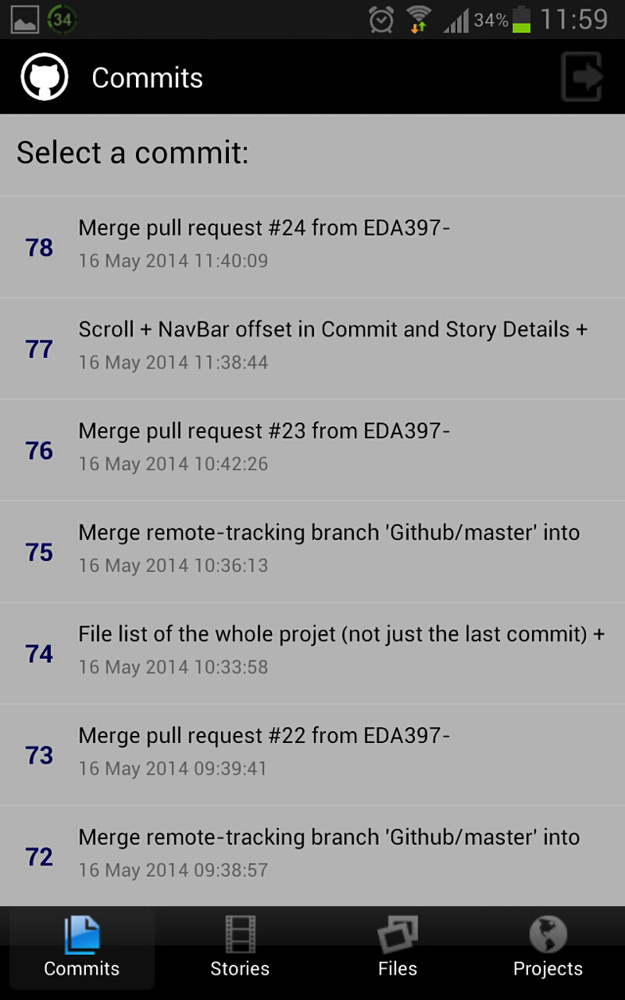 34 34% 11:59
Commits
Select a commit:
78
Merge pull request #24 from EDA397-
16 May 2014 11:40:09
77
Scroll + NavBar offset in Commit and Story Details +
16 May 2014 11:38:44
76
Merge pull request #23 from EDA397-
16 May 2014 10:42:26
75
Merge remote-tracking branch 'Github/master' into
16 May 2014 10:36:13
74
File list of the whole projet (not just the last commit) +
16 May 2014 10:33:58
73
Merge pull request #22 from EDA397-
16 May 2014 09:39:41
72
Merge remote-tracking branch 'Github/master' into
16 May 2014 09:38:57
Commits Stories Files Projects